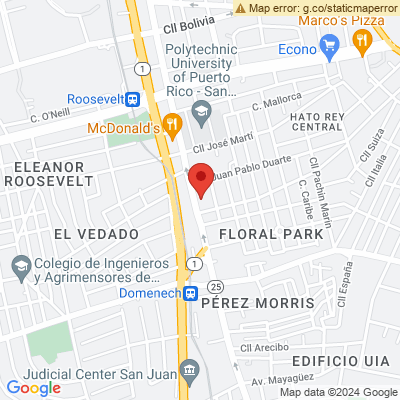 Map error: g.co/staticmaperror
Cll Bolivia
Marco's Pizza
Econo
Polytechnic
University
of Puerto
Rico - San...
1
Roosevelt
C. Mallorca
C. O'Neill
McDonald's
HATO REY
CENTRAL
Cll José Martí
Cll Suiza
Cll Italia
ELEANOR
ROOSEVELT
Juan Pablo Duarte
Cll Pachin Marin
C. Caribe
EL VEDADO
FLORAL PARK
Colegio de Ingenieros
y Agrimensores de...
1
Cll España
25
Domenech
PÉREZ MORRIS
Cll Arecibo
EDIFICIO UIA
Judicial Center San Juan
Av. Mayagüez
Google
Map data ©2024 Google